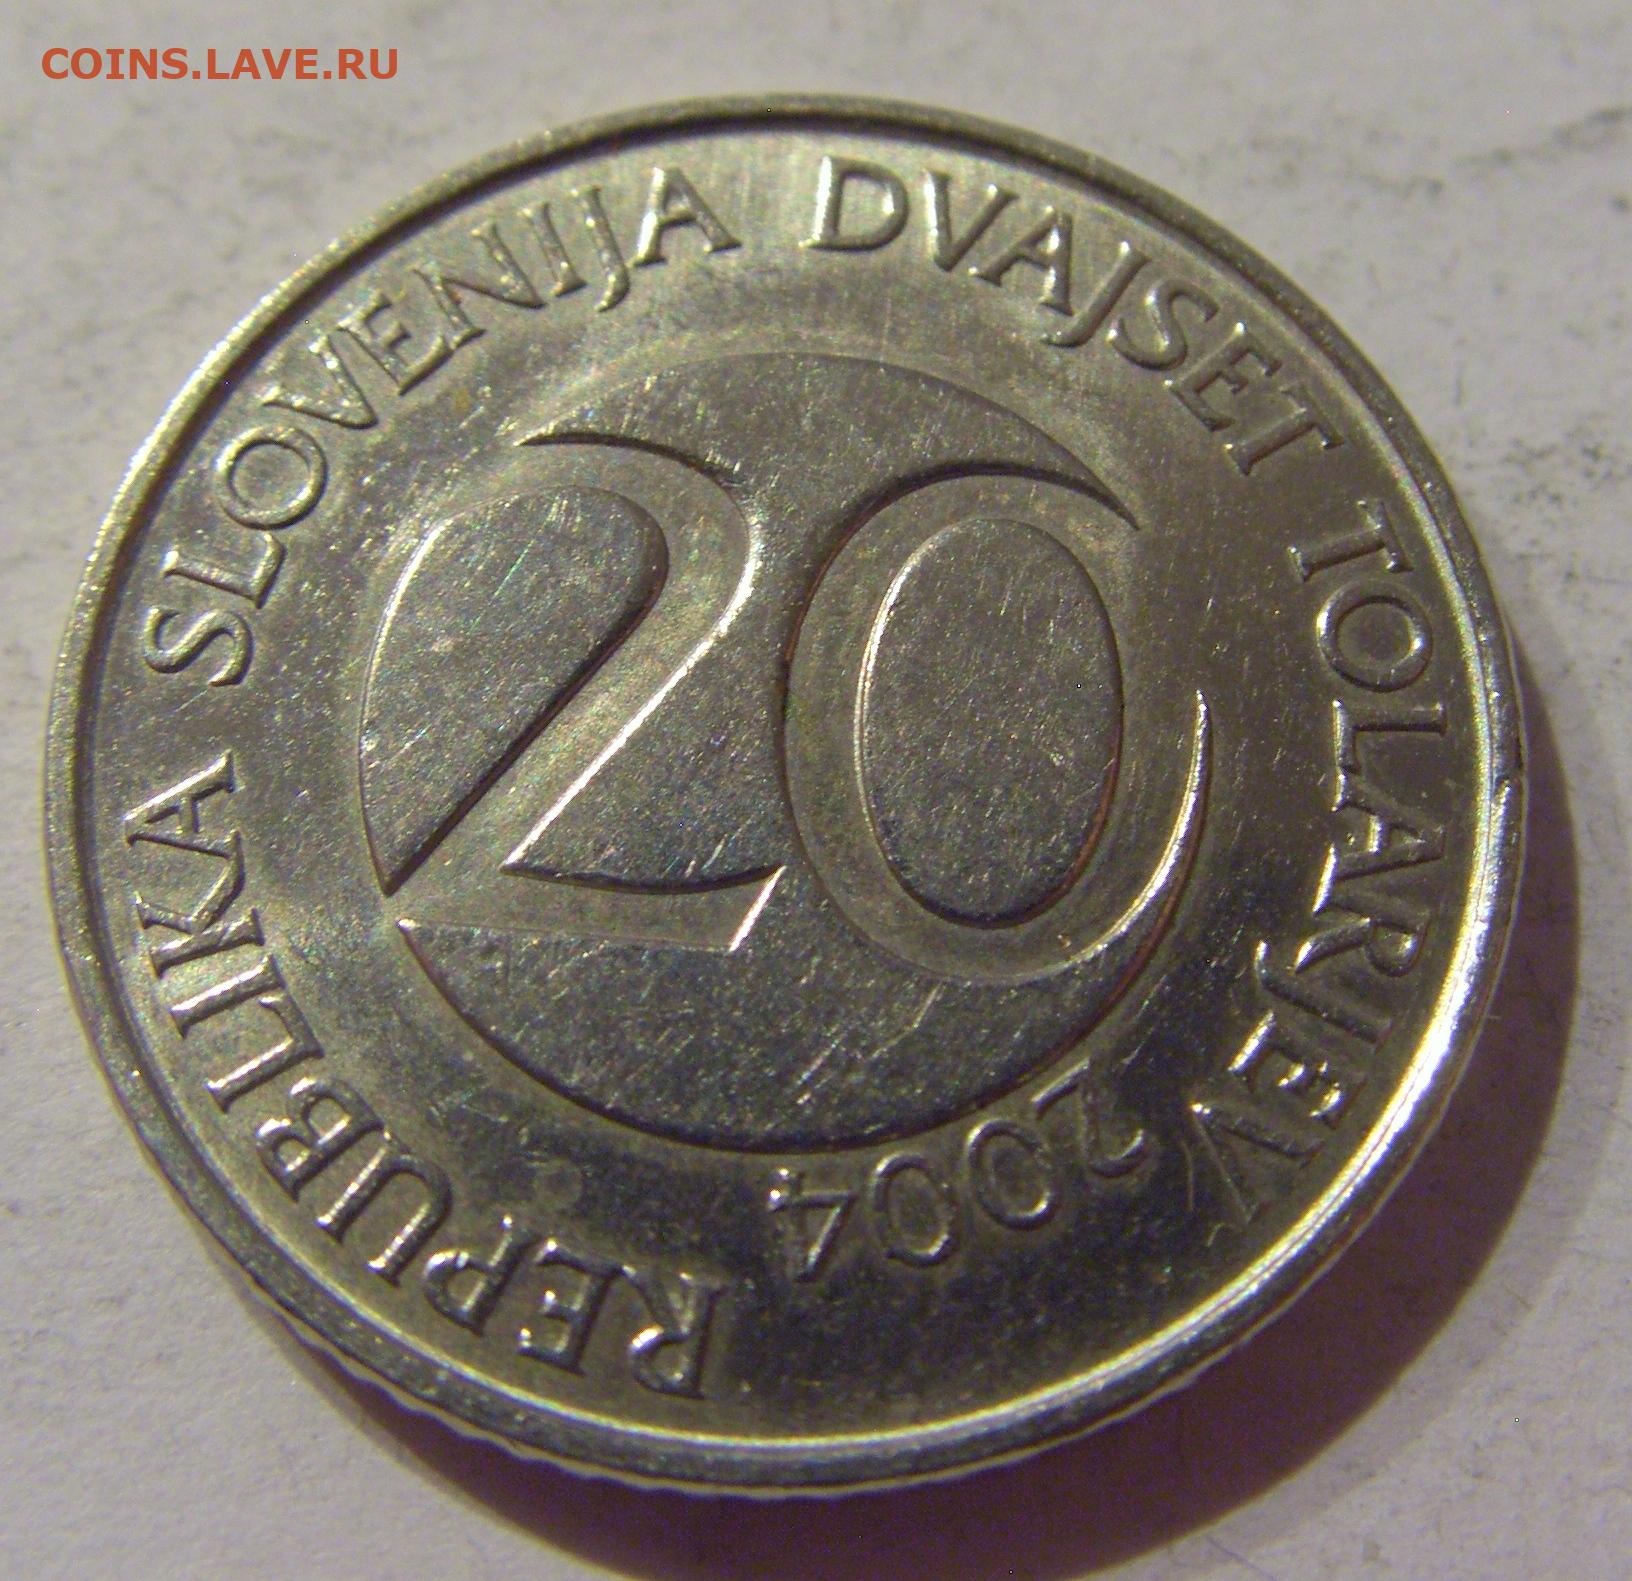 COINS.LAVE.RU
REPUBLIKA SLOVENIJA DVAJSET TOLARJEV
20
2004